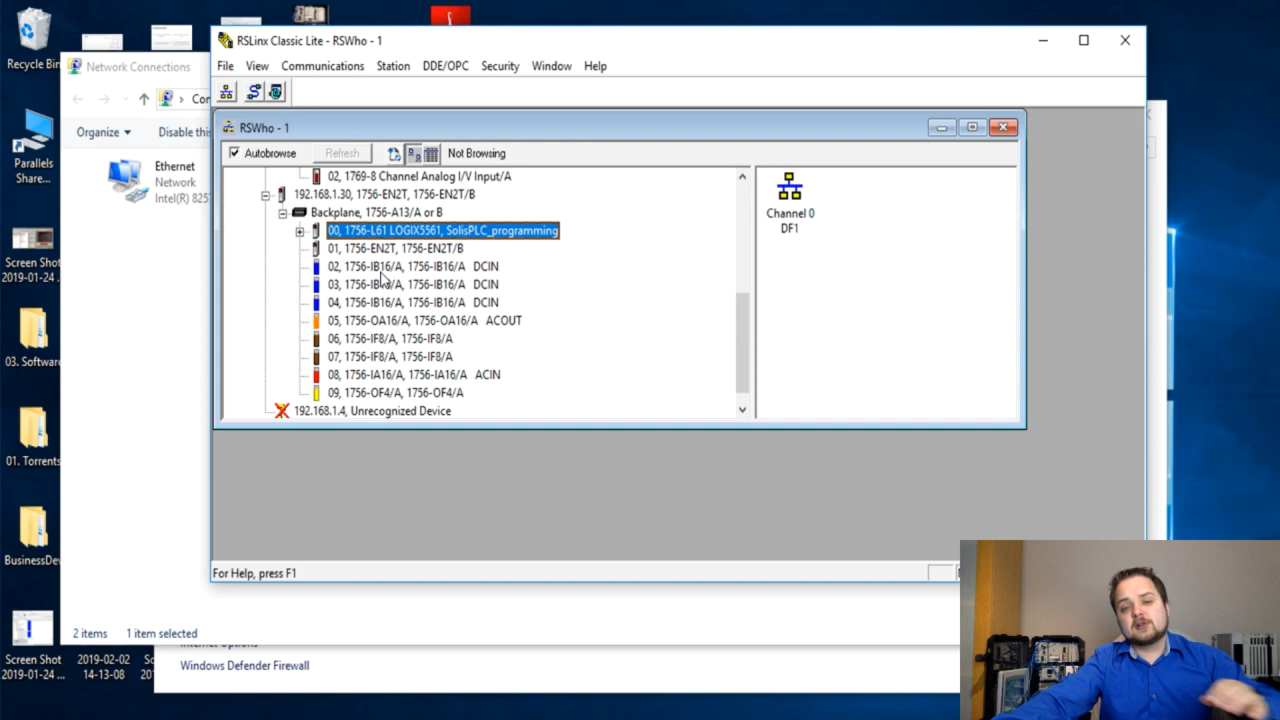 Recycle Bin
Parallels
Share...
Screen Shot
2019-01-24 ...
03. Software
01. Torrents
BusinessDev
Screen Shot
2019-01-24 ...
2019-02-02
14-13-08
Network Connections
Organize
Disable this
Ethernet
Network
Intel(R) 825
2 items
1 item selected
Windows Defender Firewall
RSLinx Classic Lite - RSWho - 1
File View Communications Station DDE/OPC Security Window Help
RSWho - 1
Autobrowse
Refresh
Not Browsing
02, 1769-8 Channel Analog I/V Input/A
192.168.1.30, 1756-EN2T, 1756-EN2T/B
Backplane, 1756-A13/A or B
00, 1756-L61 LOGIX5561, SolisPLC_programming
01, 1756-EN2T, 1756-EN2T/B
02, 1756-IB16/A, 1756-IB16/A DCIN
03, 1756-IB16/A, 1756-IB16/A DCIN
04, 1756-IB16/A, 1756-IB16/A DCIN
05, 1756-OA16/A, 1756-OA16/A ACOUT
06, 1756-IF8/A, 1756-IF8/A
07, 1756-IF8/A, 1756-IF8/A
08, 1756-IA16/A, 1756-IA16/A ACIN
09, 1756-OF4/A, 1756-OF4/A
192.168.1.4, Unrecognized Device
Channel 0
DF1
For Help, press F1